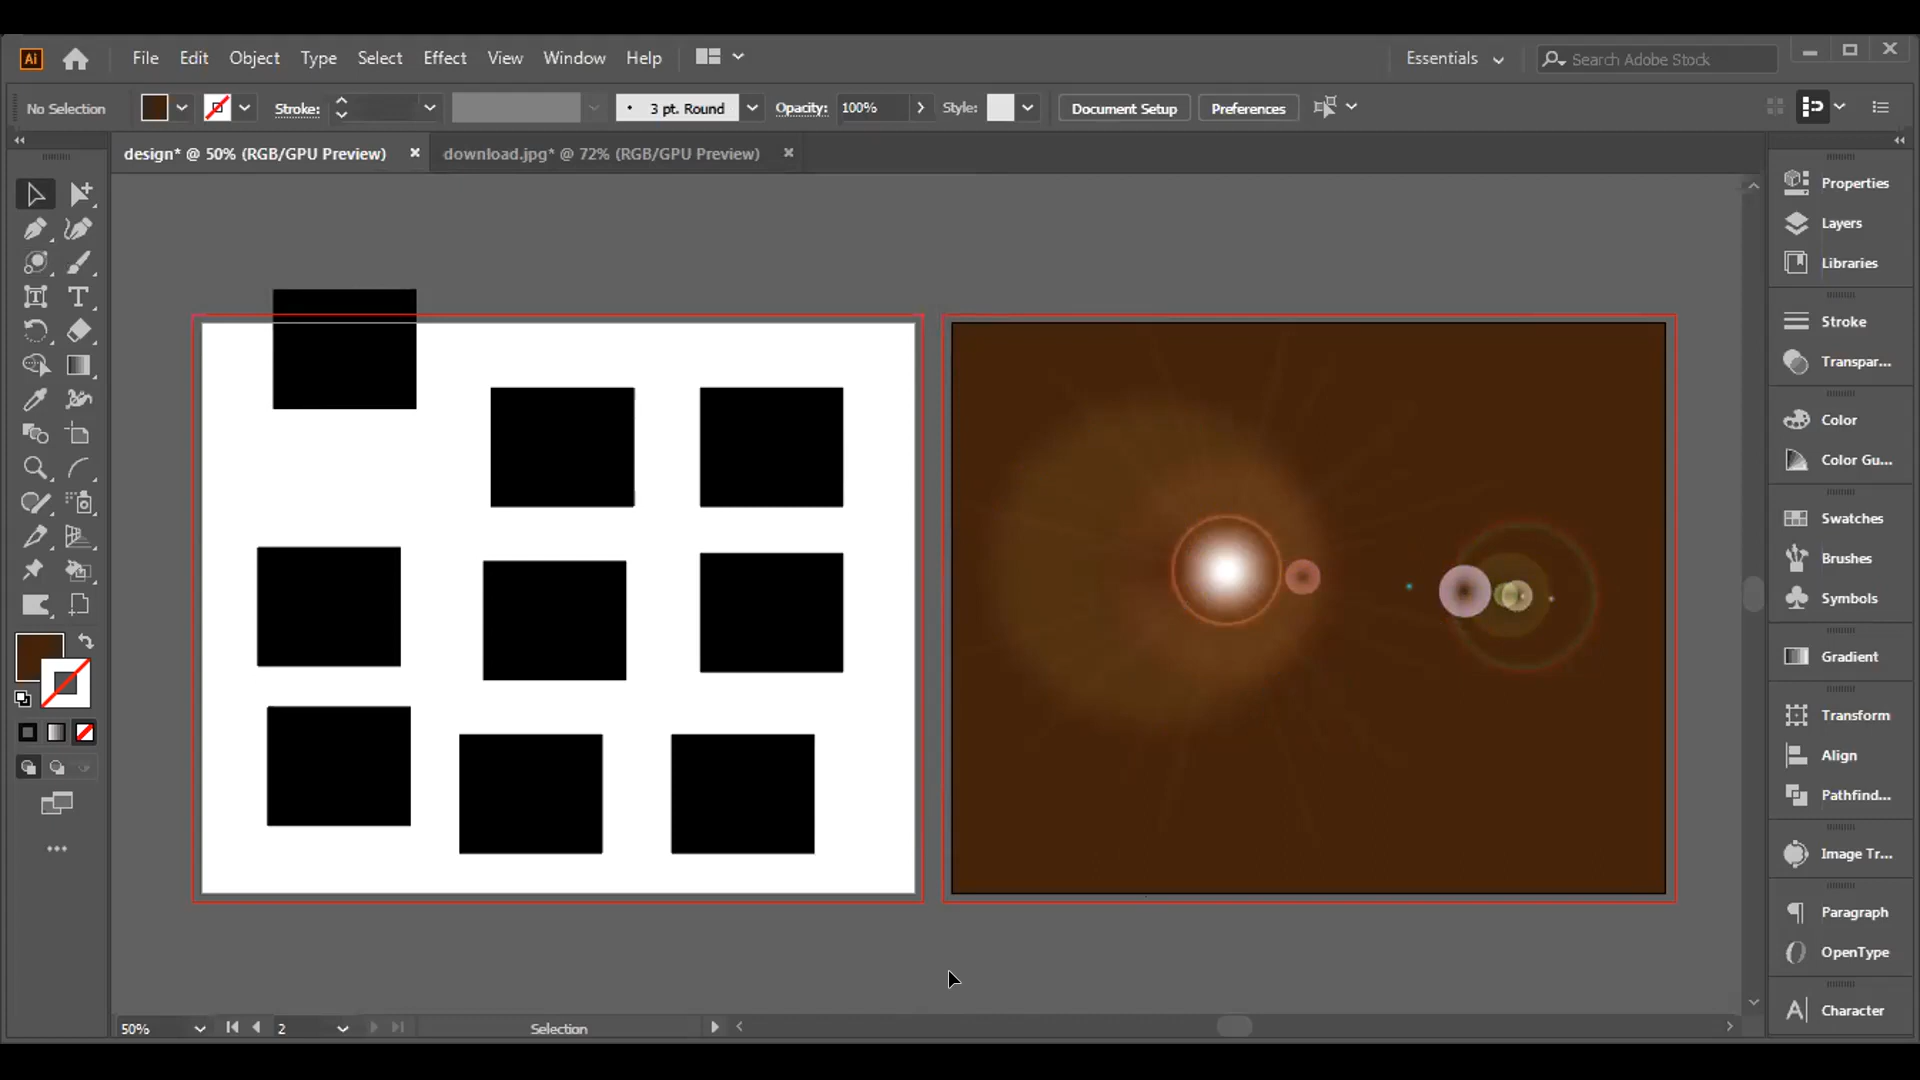 Ai File Edit Object Type Select Effect View Window Help Essentials Search Adobe Stock
No Selection Stroke: 3 pt. Round Opacity: 100% Style: Document Setup Preferences
design* @ 50% (RGB/GPU Preview) × download.jpg* @ 72% (RGB/GPU Preview) ×
Properties
Layers
Libraries
Stroke
Transpar...
Color
Color Gu...
Swatches
Brushes
Symbols
Gradient
Transform
Align
Pathfind...
Image Tr...
Paragraph
OpenType
Character
50% 2 Selection